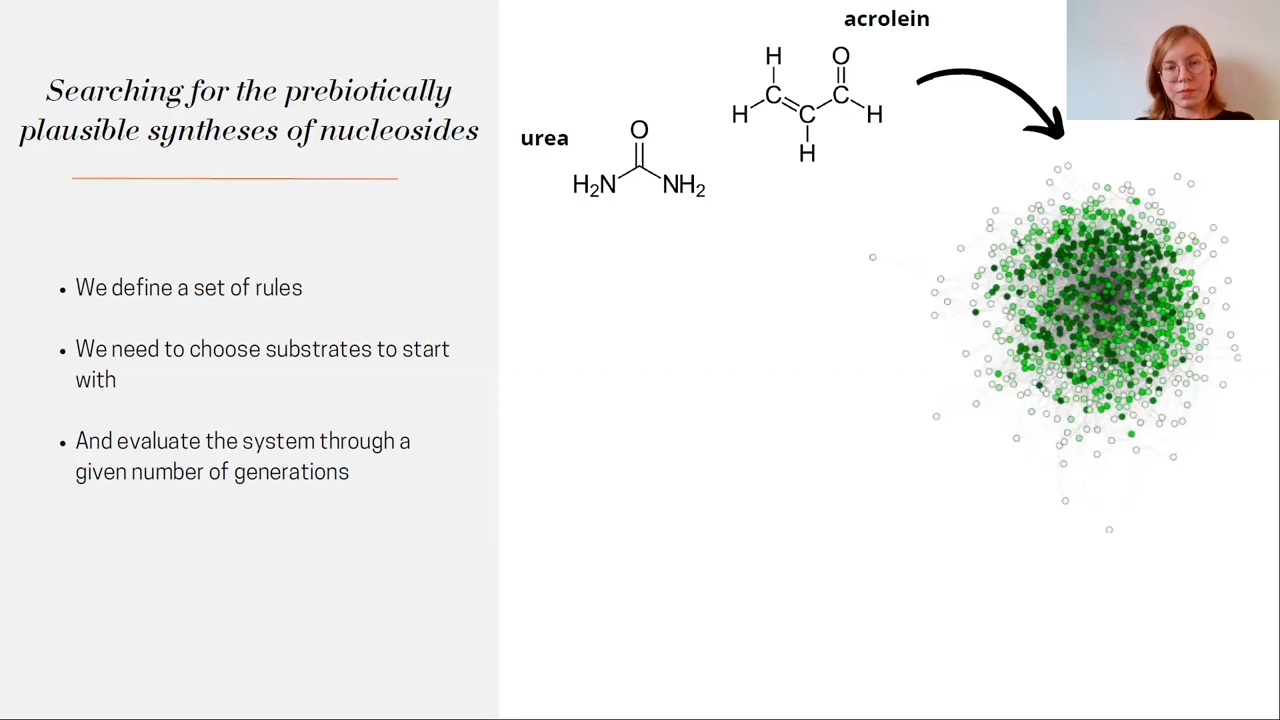 Searching for the prebiotically
plausible syntheses of nucleosides
• We define a set of rules
• We need to choose substrates to start
with
• And evaluate the system through a
given number of generations
urea
O
H₂N
NH₂
acrolein
H
O
H
C
C
C
H
H